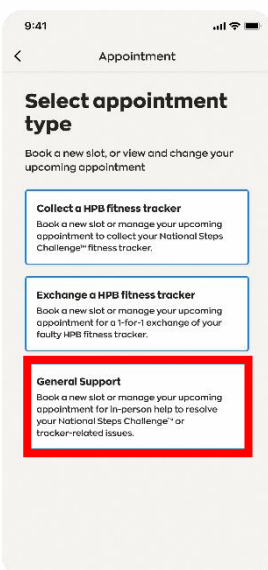 9:41
Appointment
Select appointment
type
Book a new slot, or view and change your
upcoming appointment
Collect a HPB fitness tracker
Book a new slot or manage your upcoming
appointment to collect your National Steps
Challenge™ fitness tracker.
Exchange a HPB fitness tracker
Book a new slot or manage your upcoming
appointment for a 1-for-1 exchange of your
faulty HPB fitness tracker.
General Support
Book a new slot or manage your upcoming
appointment for in-person help to resolve
your National Steps Challenge™ or
tracker-related issues.